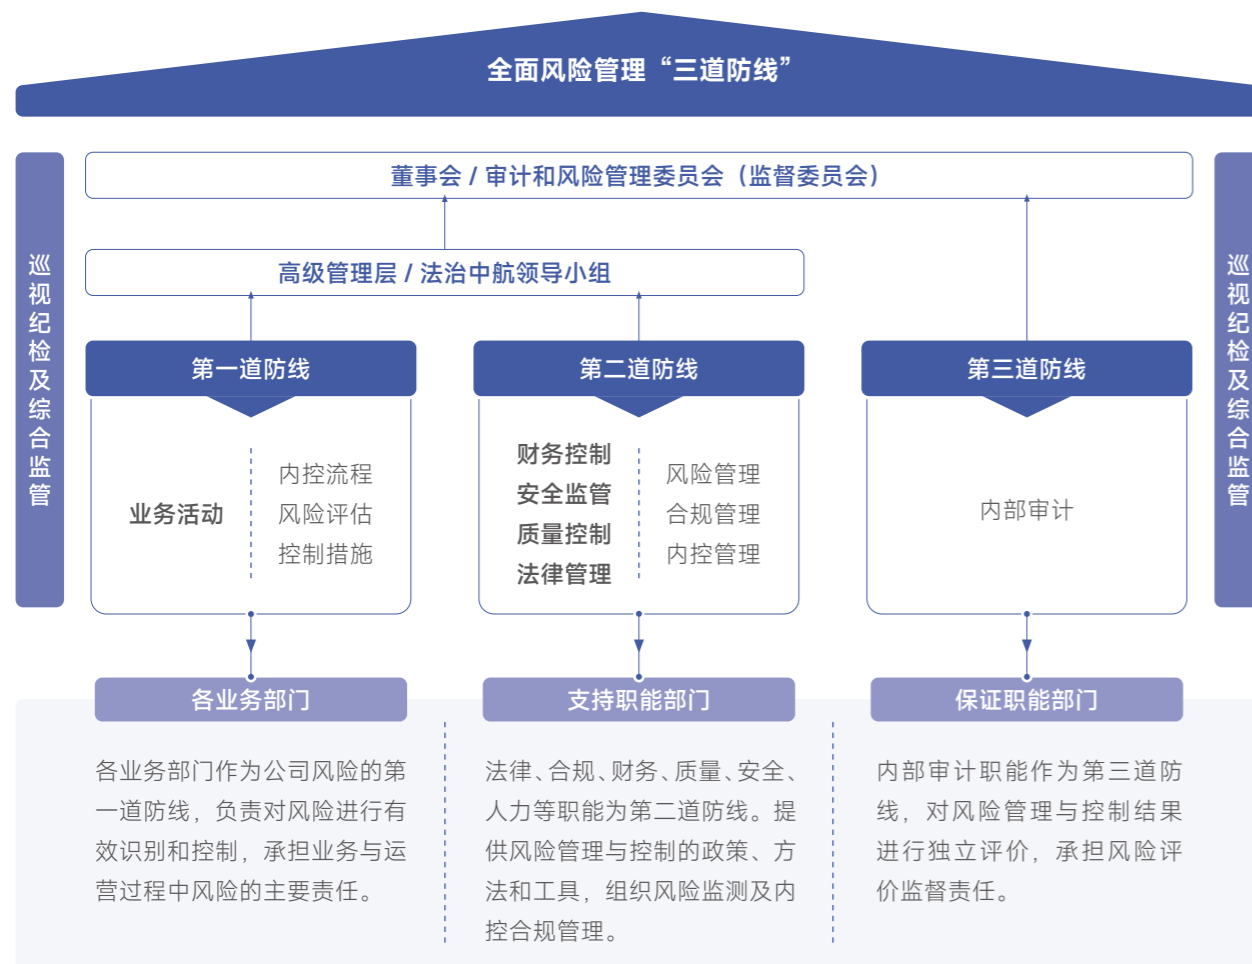 全面风险管理“三道防线”
巡视纪检及综合监管
董事会 / 审计和风险管理委员会（监督委员会）
巡视纪检及综合监管
高级管理层 / 法治中航领导小组
第一道防线
第二道防线
第三道防线
业务活动
内控流程
风险评估
控制措施
财务控制
安全监管
质量控制
法律管理
风险管理
合规管理
内控管理
内部审计
各业务部门
支持职能部门
保证职能部门
各业务部门作为公司风险的第
一道防线，负责对风险进行有
效识别和控制，承担业务与运
营过程中风险的主要责任。
法律、合规、财务、质量、安全、
人力等职能为第二道防线。提
供风险管理与控制的政策、方
法和工具，组织风险监测及内
控合规管理。
内部审计职能作为第三道防
线，对风险管理与控制结果
进行独立评价，承担风险评
价监督责任。